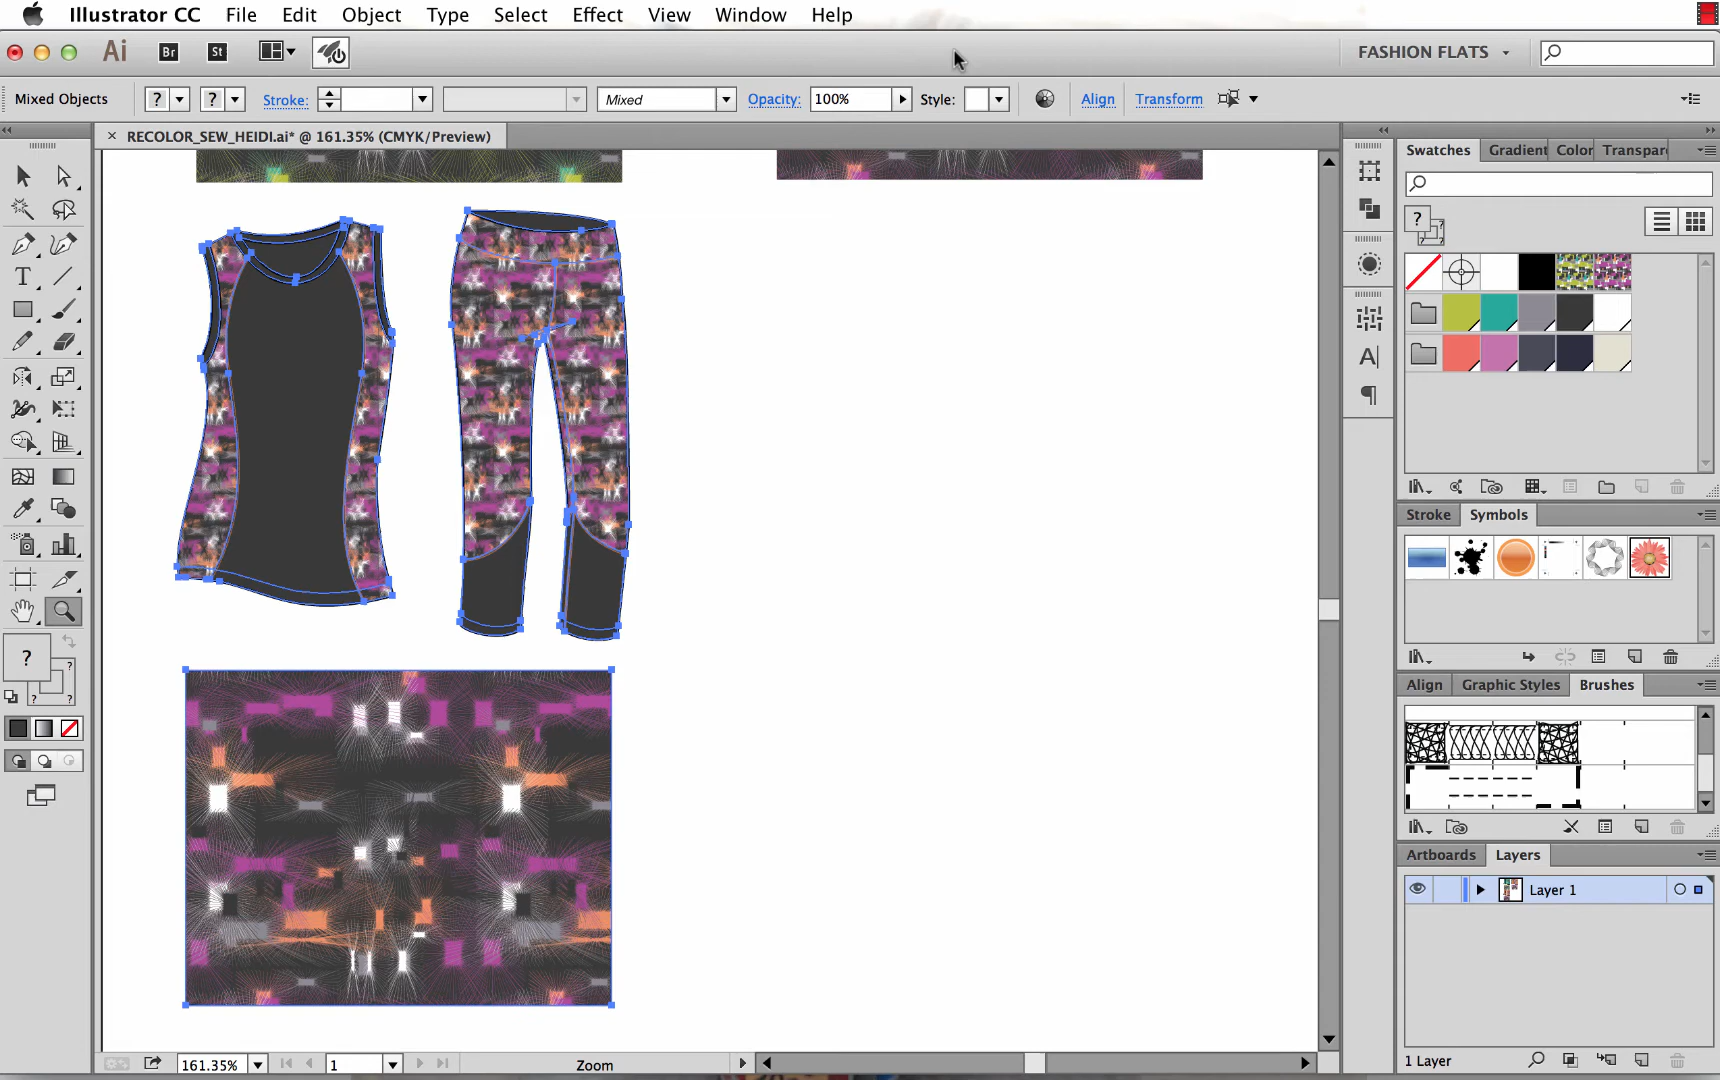 Illustrator CC File Edit Object Type Select Effect View Window Help
Ai Br St FASHION FLATS
Mixed Objects ? ? Stroke: Mixed Opacity: 100% Style: Align Transform
× RECOLOR_SEW_HEIDI.ai* @ 161.35% (CMYK/Preview)
Swatches Gradient Color Transpar
?
T
A
Stroke Symbols
? ?
? ?
Align Graphic Styles Brushes
Artboards Layers
Layer 1
161.35% 1 Zoom
1 Layer